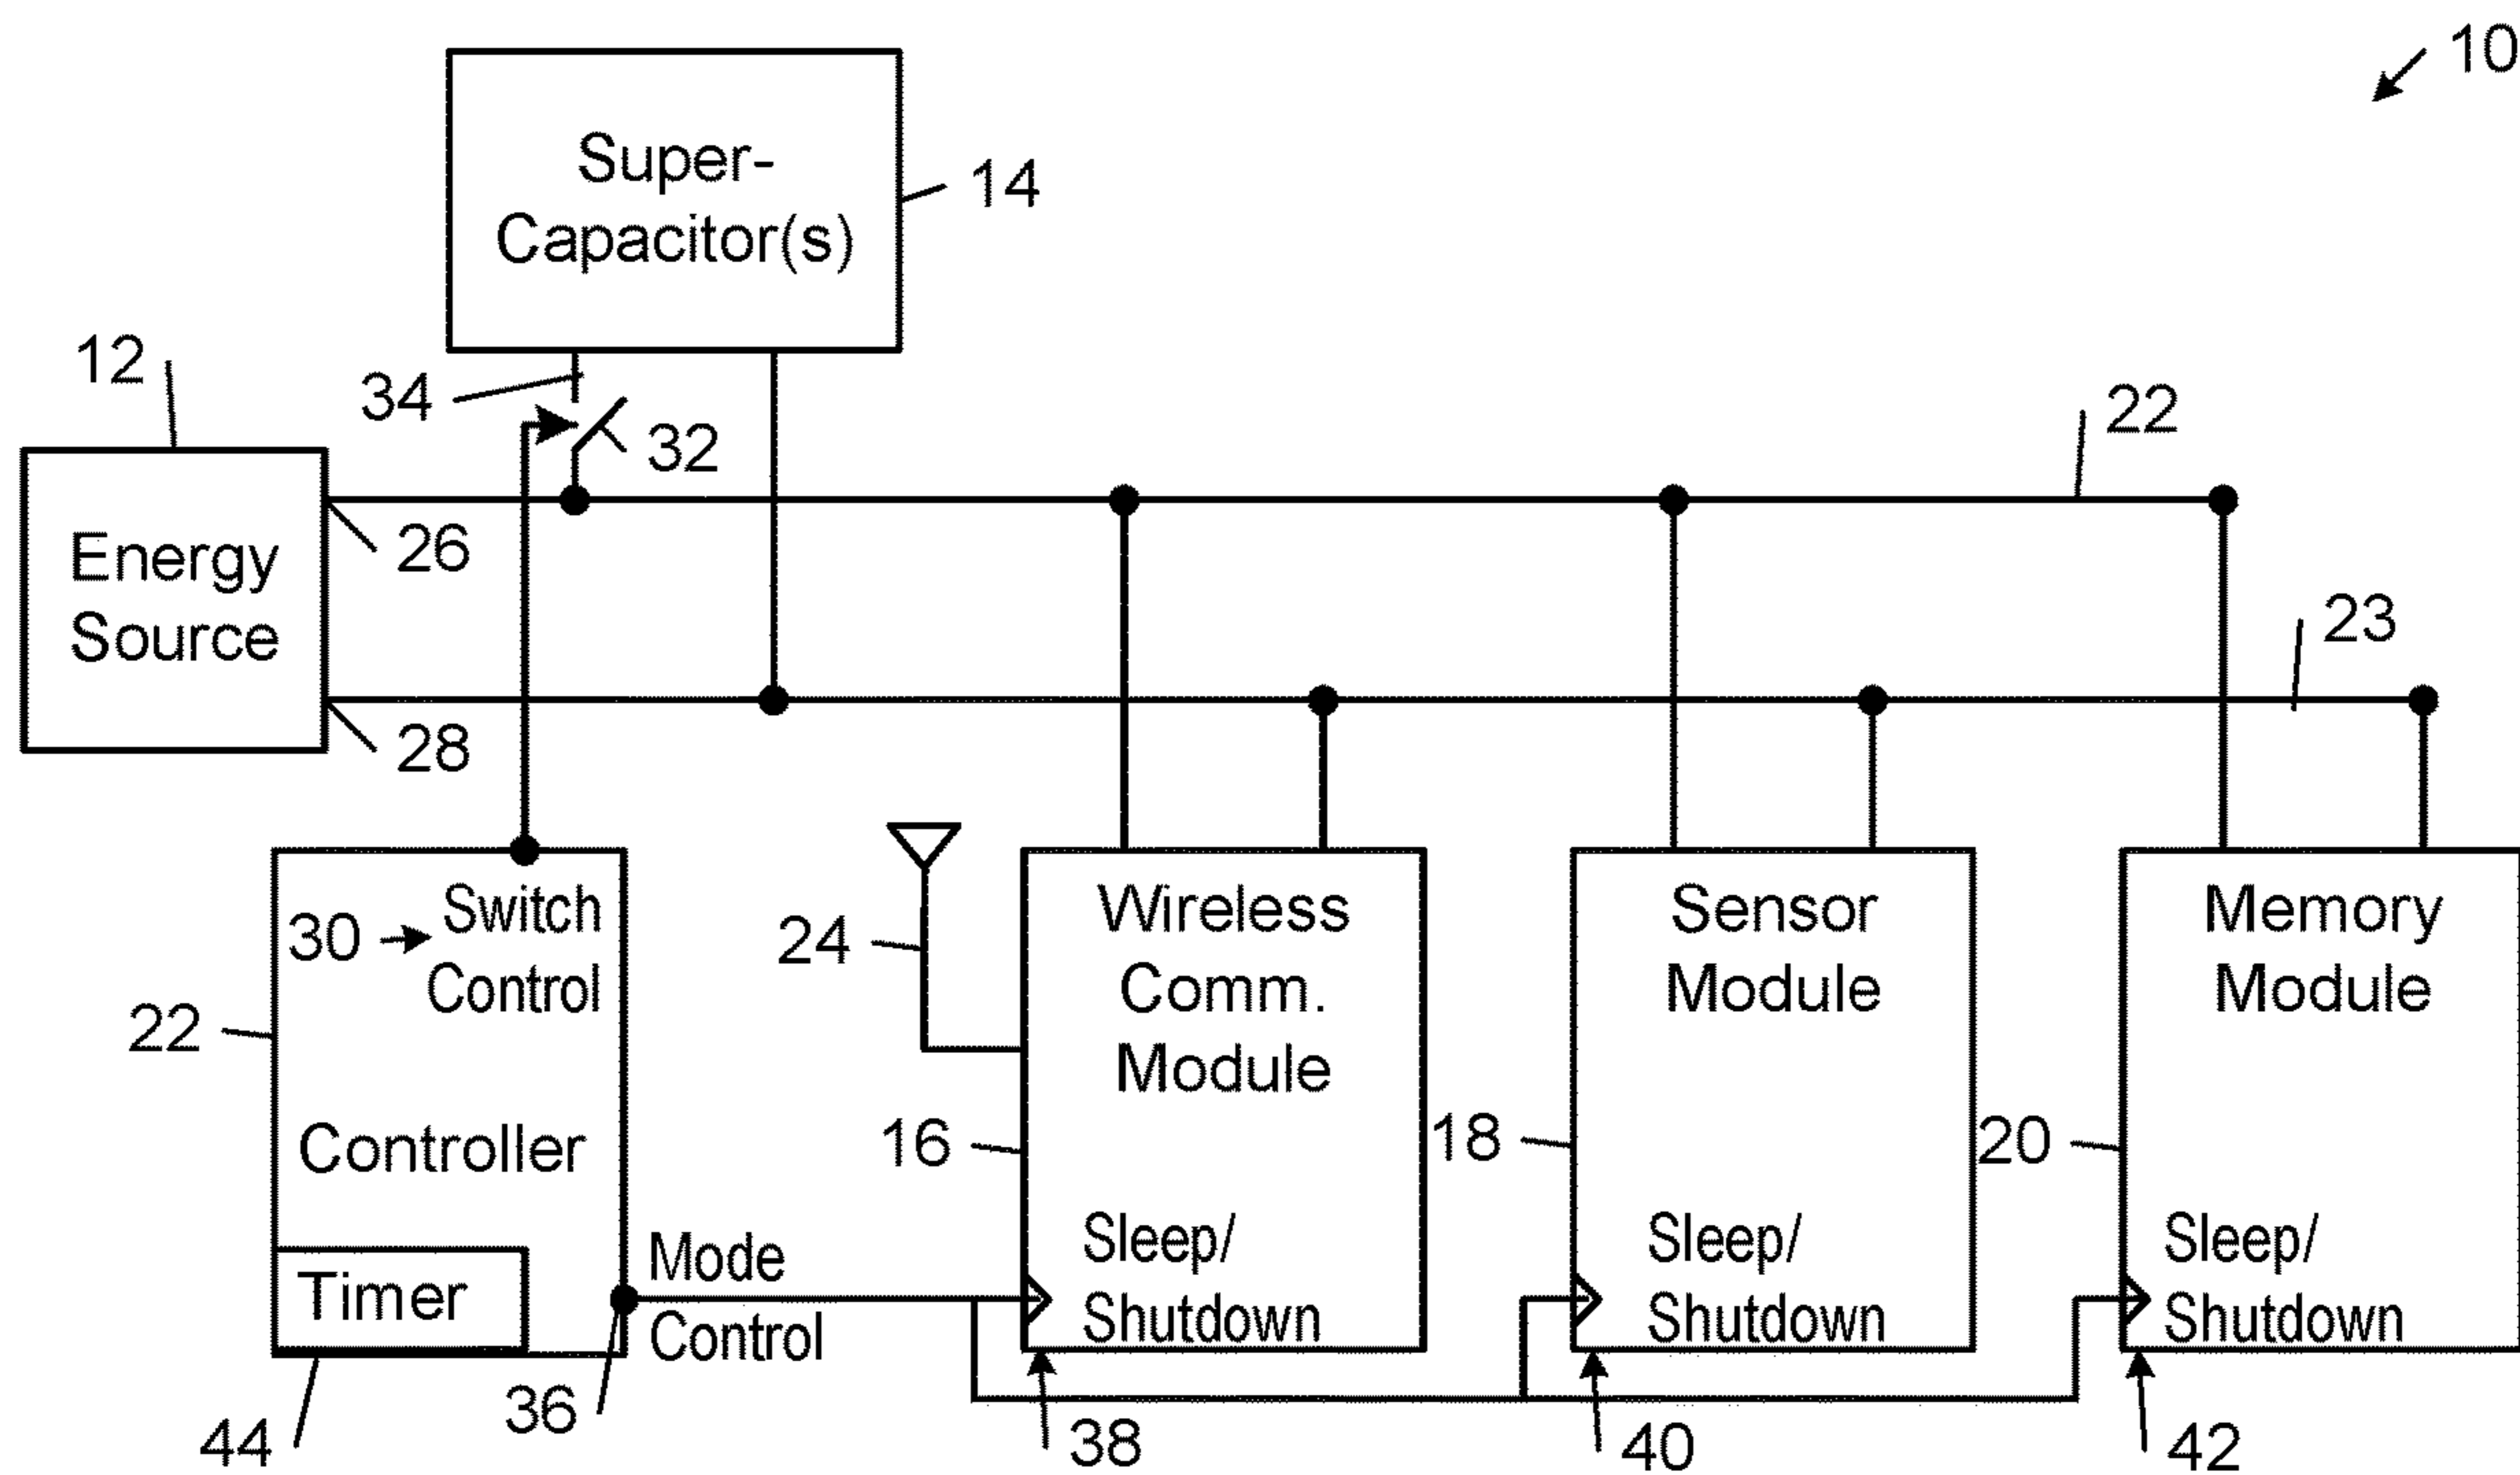 10
Super-
Capacitor(s)
14
12
34
32
22
Energy
Source
26
23
28
30
Switch
Control
22
Controller
Timer
44
36
Mode
Control
24
Wireless
Comm.
Module
16
Sleep/
Shutdown
38
Sensor
Module
18
Sleep/
Shutdown
40
Memory
Module
20
Sleep/
Shutdown
42